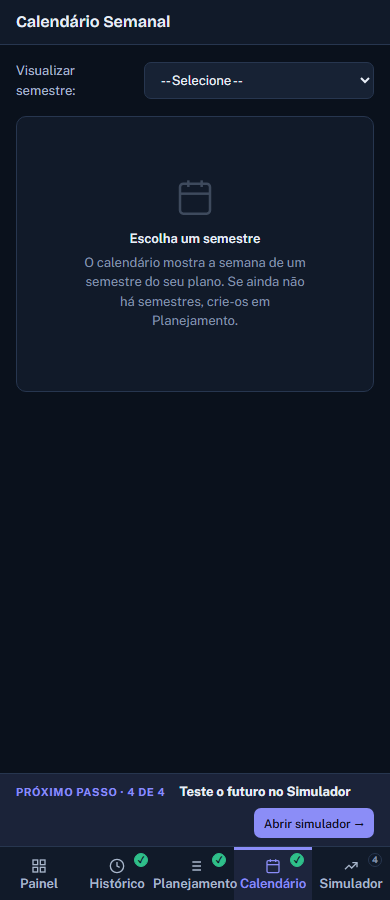 Calendário Semanal
Visualizar
semestre:
--Selecione--
Escolha um semestre
O calendário mostra a semana de um
semestre do seu plano. Se ainda não
há semestres, crie-os em
Planejamento.
PRÓXIMO PASSO · 4 DE 4 Teste o futuro no Simulador
Abrir simulador →
4
Painel Histórico Planejamento Calendário Simulador